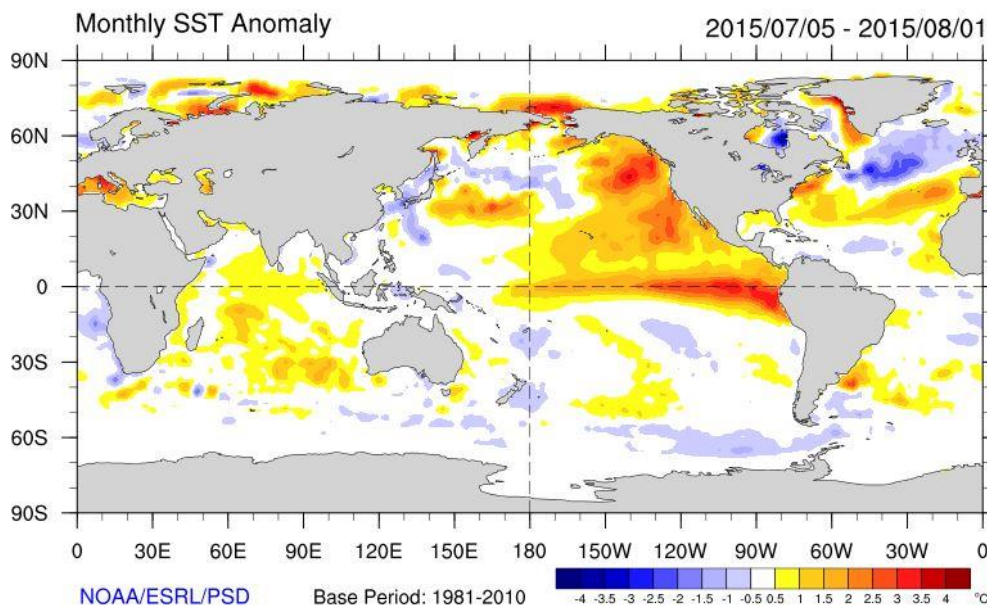 Monthly SST Anomaly 2015/07/05 - 2015/08/01
90N
60N
30N
0
30S
60S
90S
0 30E 60E 90E 120E 150E 180 150W 120W 90W 60W 30W 0
NOAA/ESRL/PSD Base Period: 1981-2010
-4 -3.5 -3 -2.5 -2 -1.5 -1 -0.5 0.5 1 1.5 2 2.5 3 3.5 4 °C